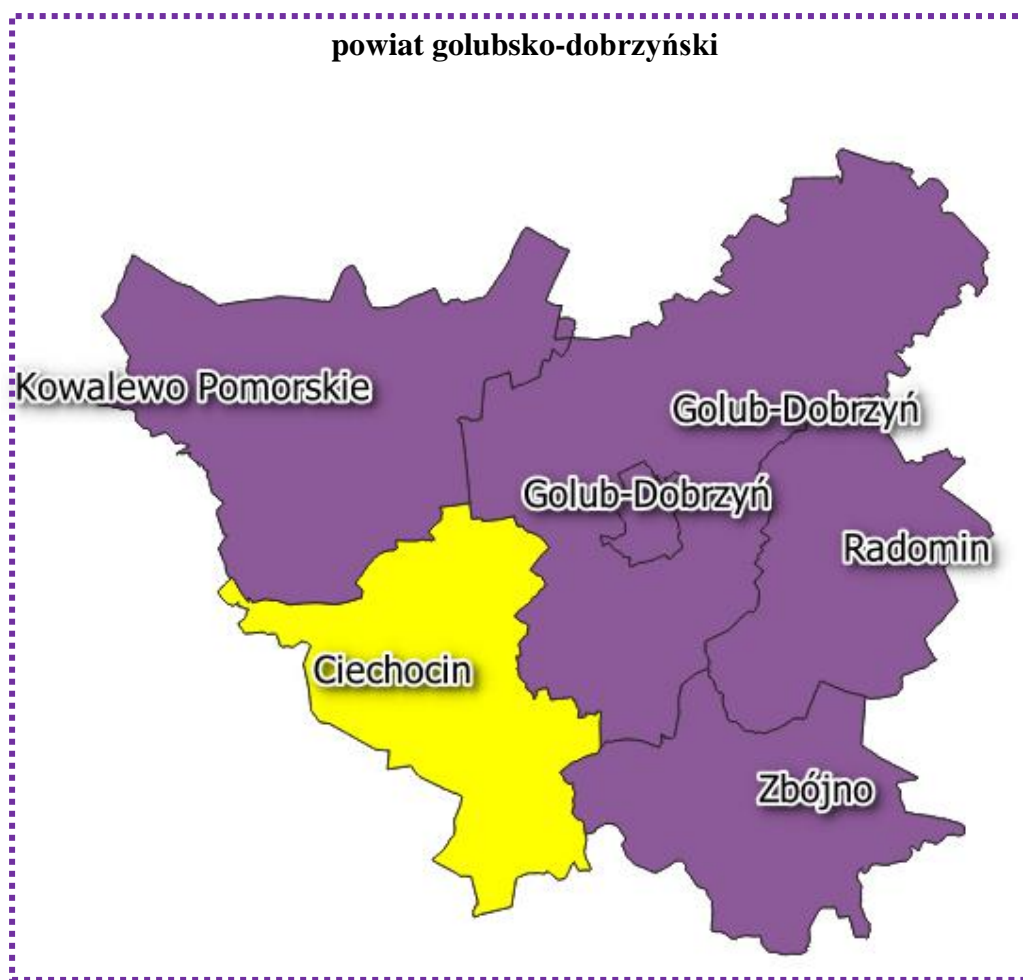 powiat golubsko-dobrzyński
Kowalewo Pomorskie
Golub-Dobrzyń
Golub-Dobrzyń
Radomin
Ciechocin
Zbójno